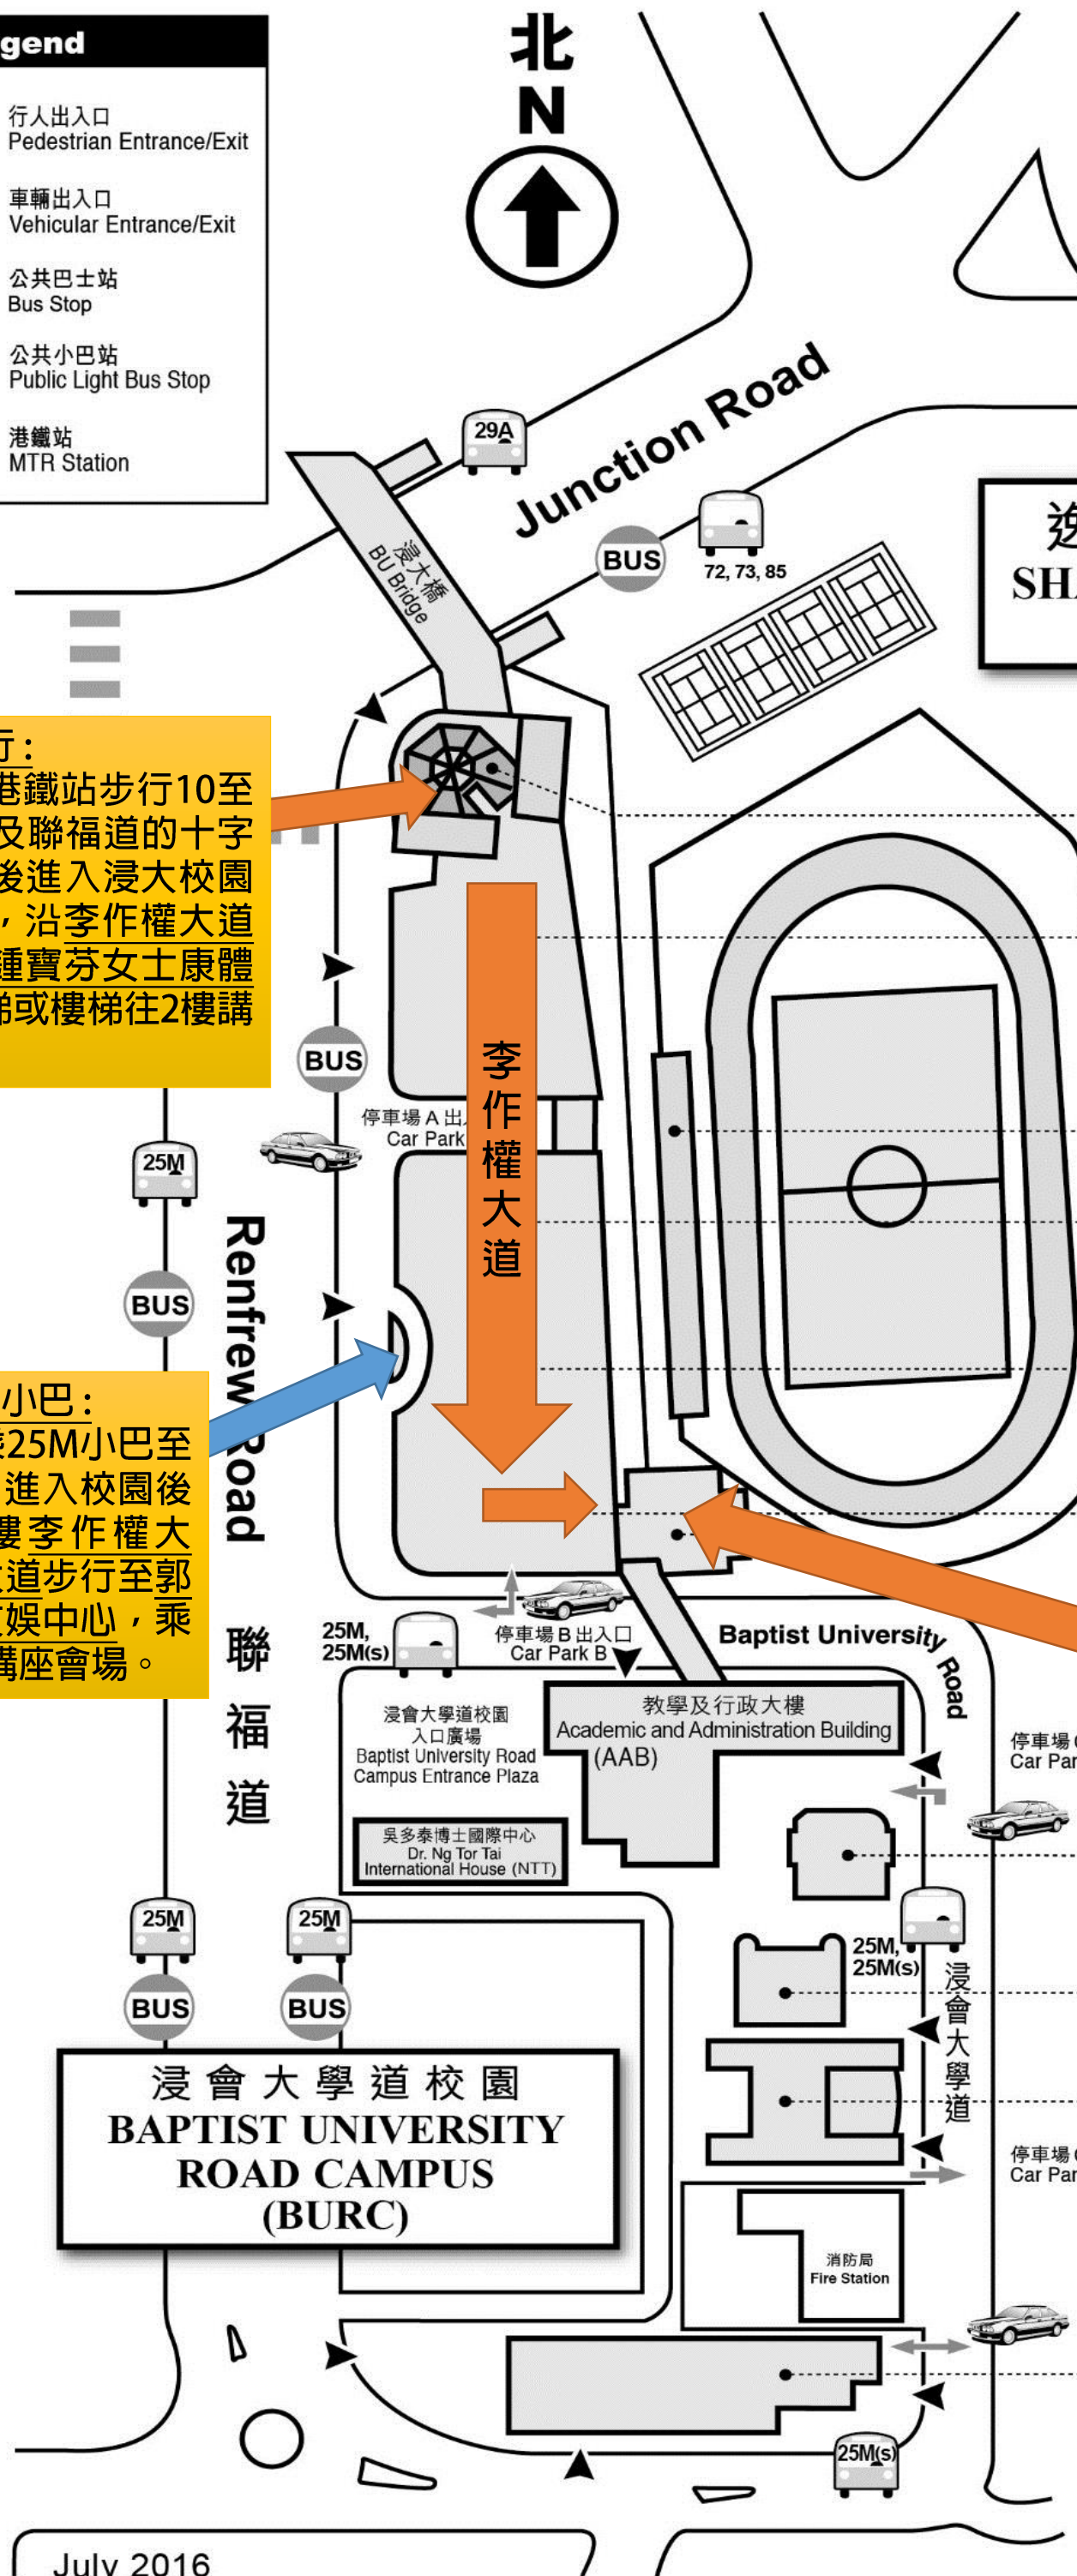 gend
行人出入口
Pedestrian Entrance/Exit
車輛出入口
Vehicular Entrance/Exit
公共巴士站
Bus Stop
公共小巴站
Public Light Bus Stop
港鐵站
MTR Station
北
N
29A
Junction Road
BUS
72, 73, 85
浸大橋
BU Bridge
逸
SHA
行：
港鐵站步行10至
及聯福道的十字
後進入浸大校園
，沿李作權大道
鍾寶芬女士康體
梯或樓梯往2樓講
BUS
停車場 A 出入
Car Park
李作權大道
25M
BUS
Renfrew Road
聯福道
小巴：
乘25M小巴至
進入校園後
樓李作權大
大道步行至郭
文娛中心，乘
講座會場。
25M,
25M(s)
停車場 B 出入口
Car Park B
Baptist University Road
浸會大學道校園
入口廣場
Baptist University Road
Campus Entrance Plaza
教學及行政大樓
Academic and Administration Building
(AAB)
停車場
Car Par
吳多泰博士國際中心
Dr. Ng Tor Tai
International House (NTT)
25M
25M
BUS
BUS
25M,
25M(s)
浸會大學道
浸會大學道校園
BAPTIST UNIVERSITY
ROAD CAMPUS
(BURC)
停車場
Car Par
消防局
Fire Station
25M(s)
July 2016